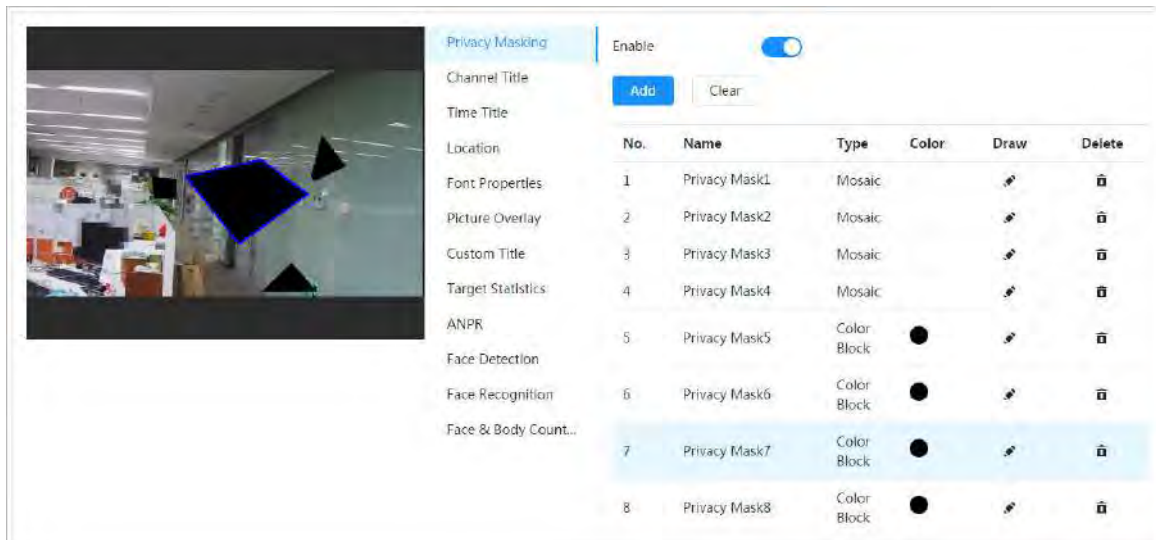 Privacy Masking
Channel Title
Time Title
Location
Font Properties
Picture Overlay
Custom Title
Target Statistics
ANPR
Face Detection
Face Recognition
Face & Body Count...
Enable
Add Clear
No. Name Type Color Draw Delete
1 Privacy Mask1 Mosaic
2 Privacy Mask2 Mosaic
3 Privacy Mask3 Mosaic
4 Privacy Mask4 Mosaic
5 Privacy Mask5 Color
Block
6 Privacy Mask6 Color
Block
7 Privacy Mask7 Color
Block
8 Privacy Mask8 Color
Block